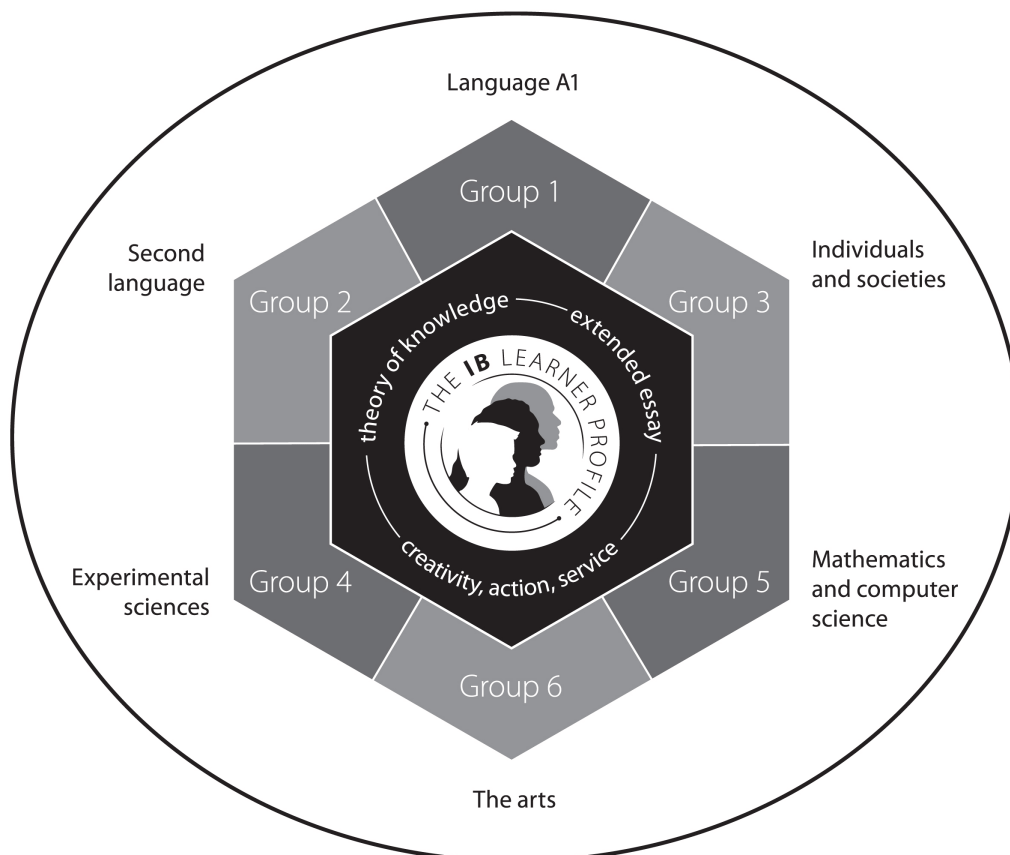 Language A1
Group 1
Second
language
Group 2
Individuals
and societies
Group 3
theory of knowledge
extended essay
THE IB LEARNER PROFILE
creativity, action, service
Experimental
sciences
Group 4
Mathematics
and computer
science
Group 5
Group 6
The arts